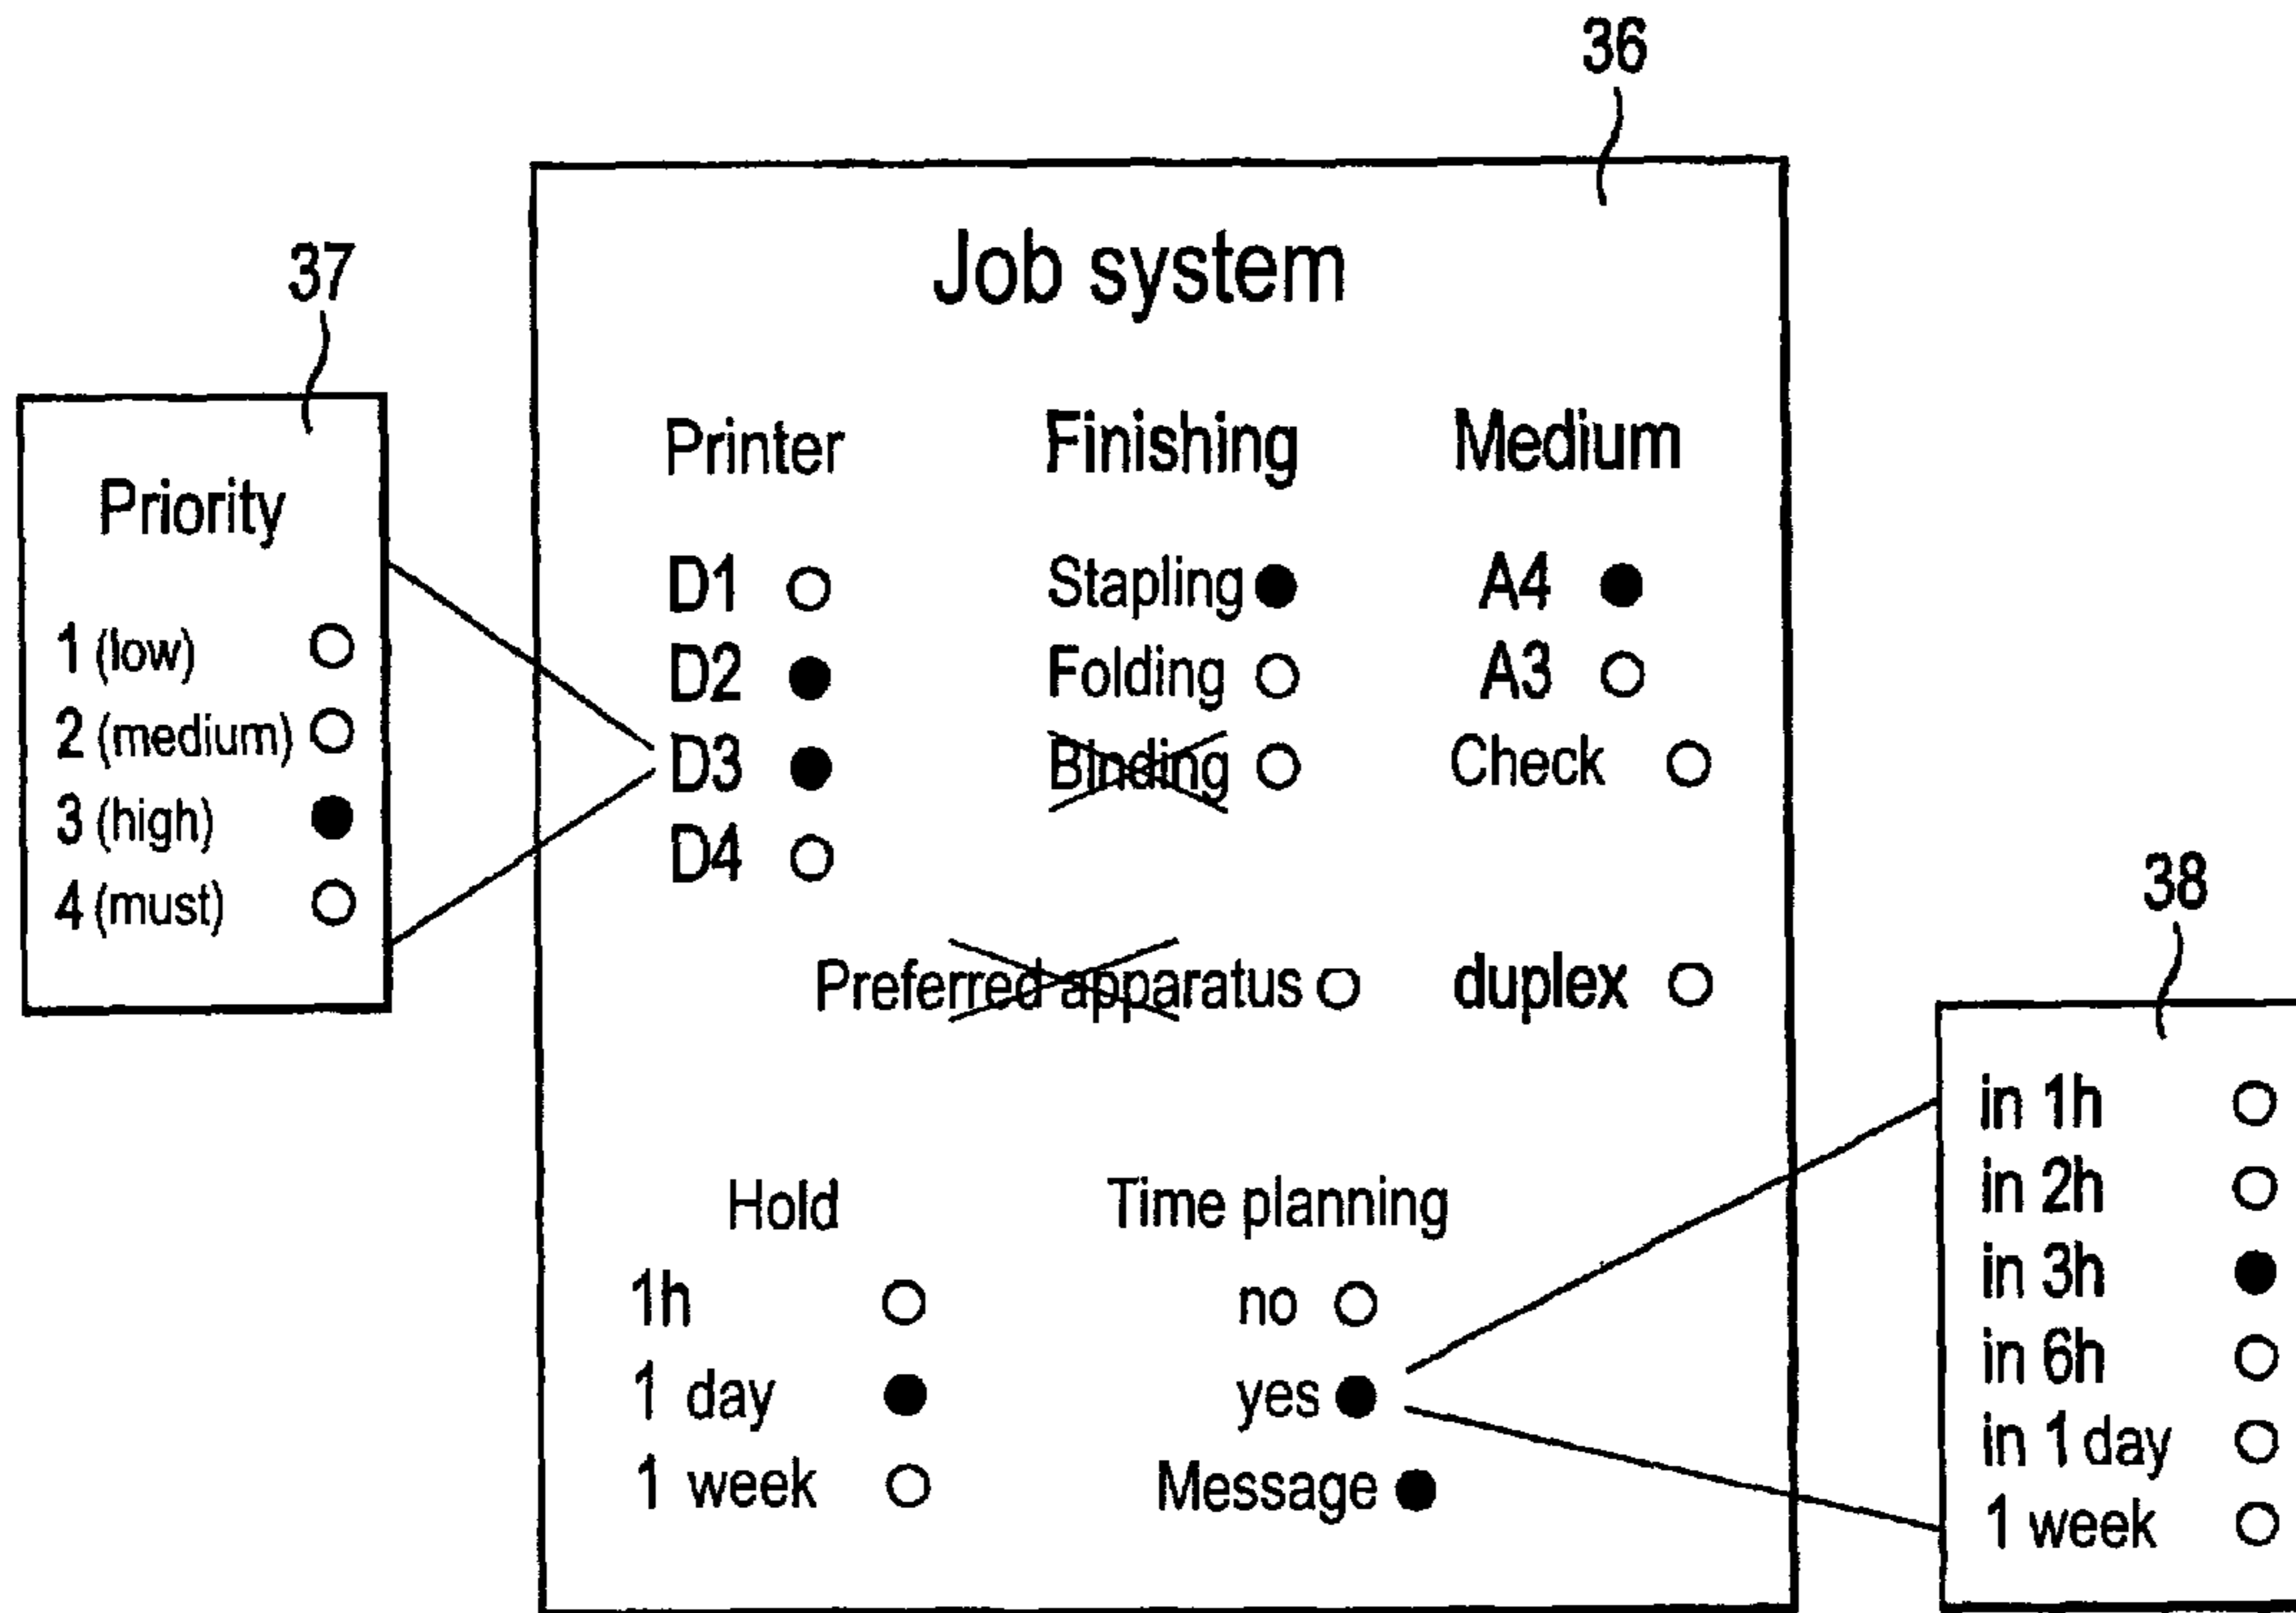 36
Job system
37
Priority
1 (low)
2 (medium)
3 (high)
4 (must)
Printer
D1
D2
D3
D4
Finishing
Stapling
Folding
Binding
Medium
A4
A3
Check
Preferred apparatus
duplex
Hold
1h
1 day
1 week
Time planning
no
yes
Message
38
in 1h
in 2h
in 3h
in 6h
in 1 day
1 week